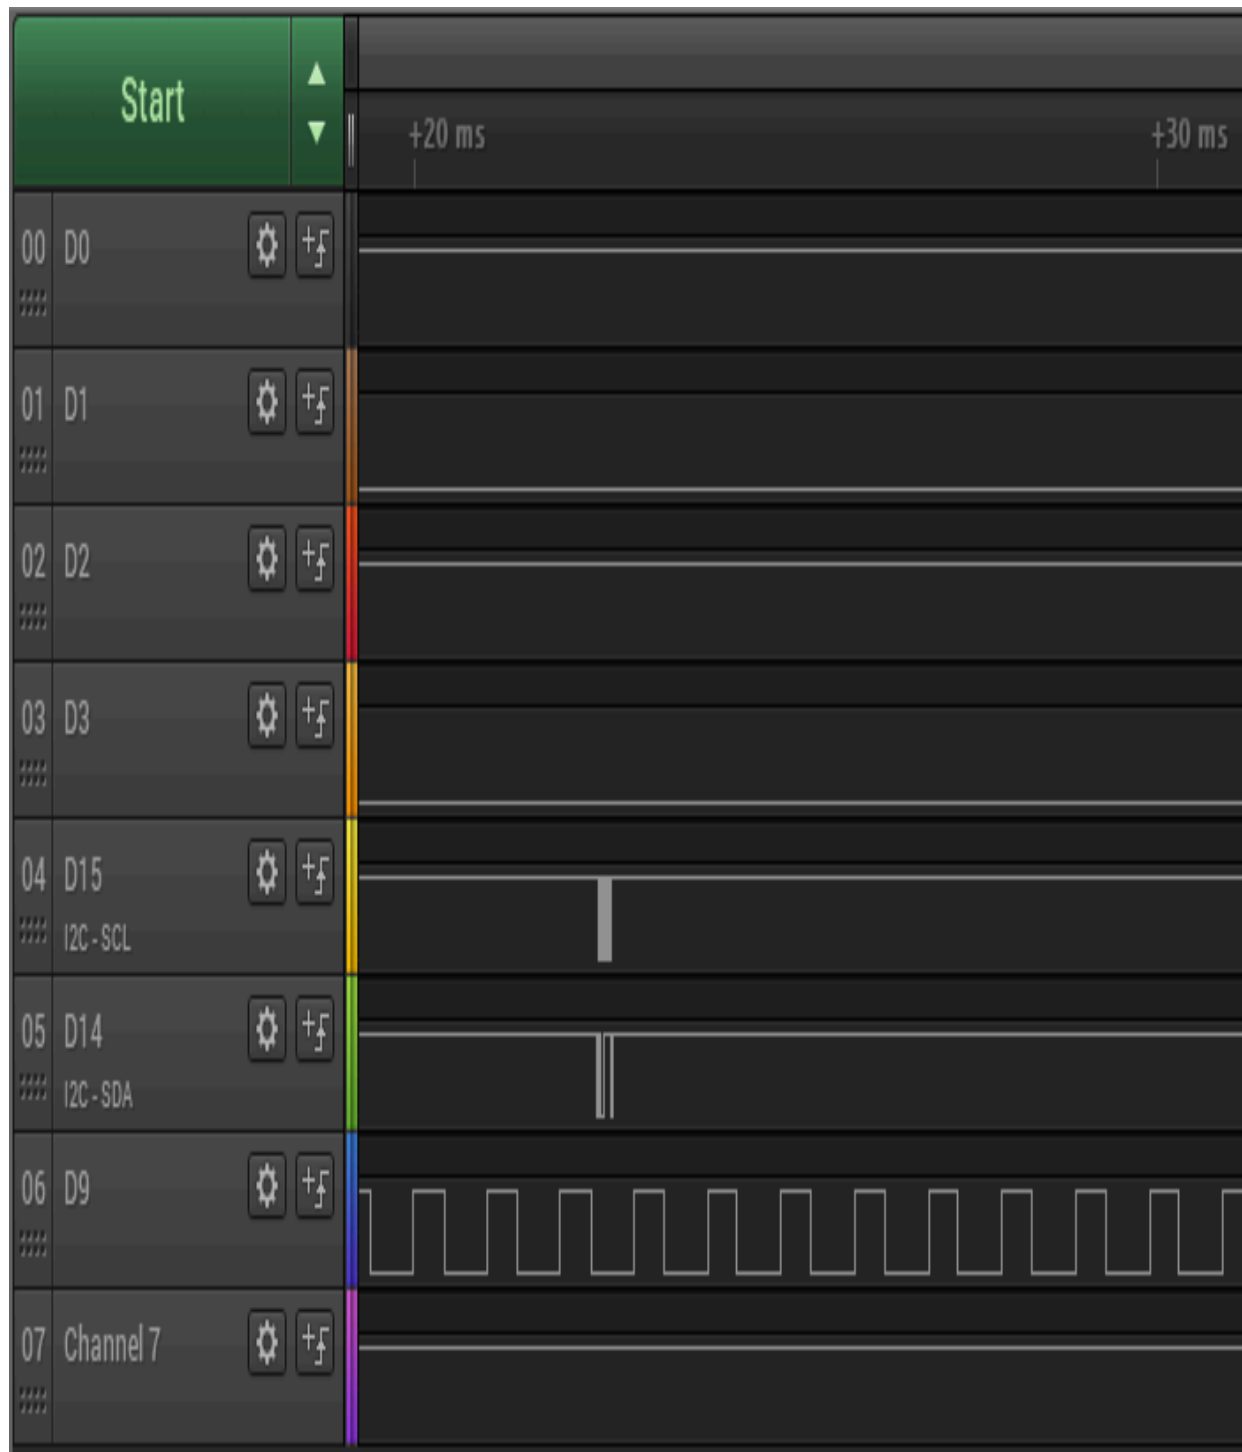 Start
+20 ms
+30 ms
00 D0
01 D1
02 D2
03 D3
04 D15
I2C - SCL
05 D14
I2C - SDA
06 D9
07 Channel 7